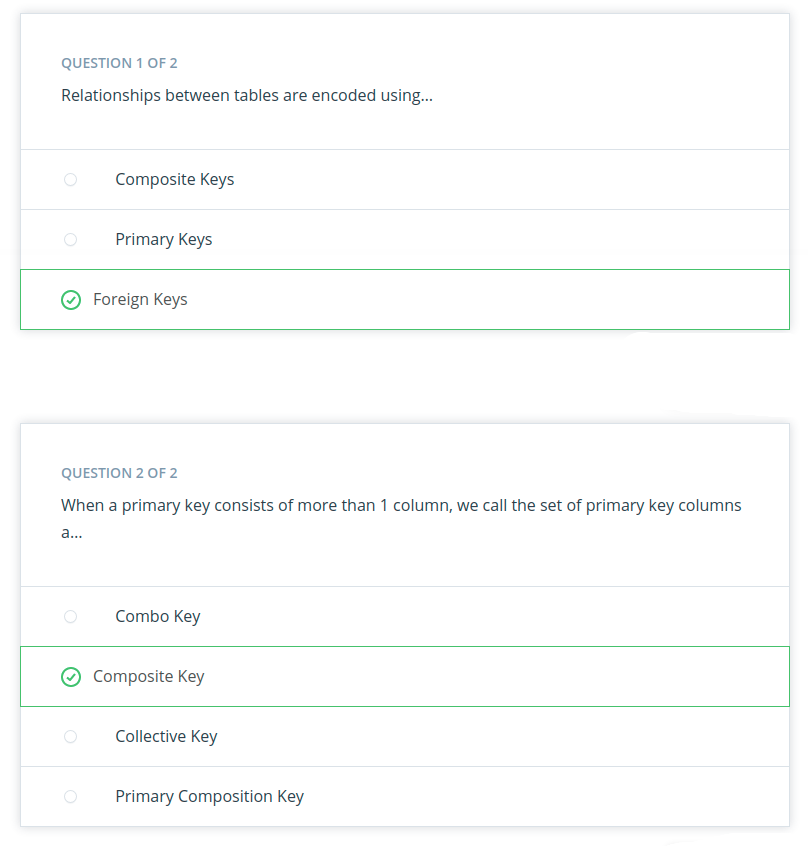 QUESTION 1 OF 2
Relationships between tables are encoded using...
Composite Keys
Primary Keys
Foreign Keys
QUESTION 2 OF 2
When a primary key consists of more than 1 column, we call the set of primary key columns
a...
Combo Key
Composite Key
Collective Key
Primary Composition Key